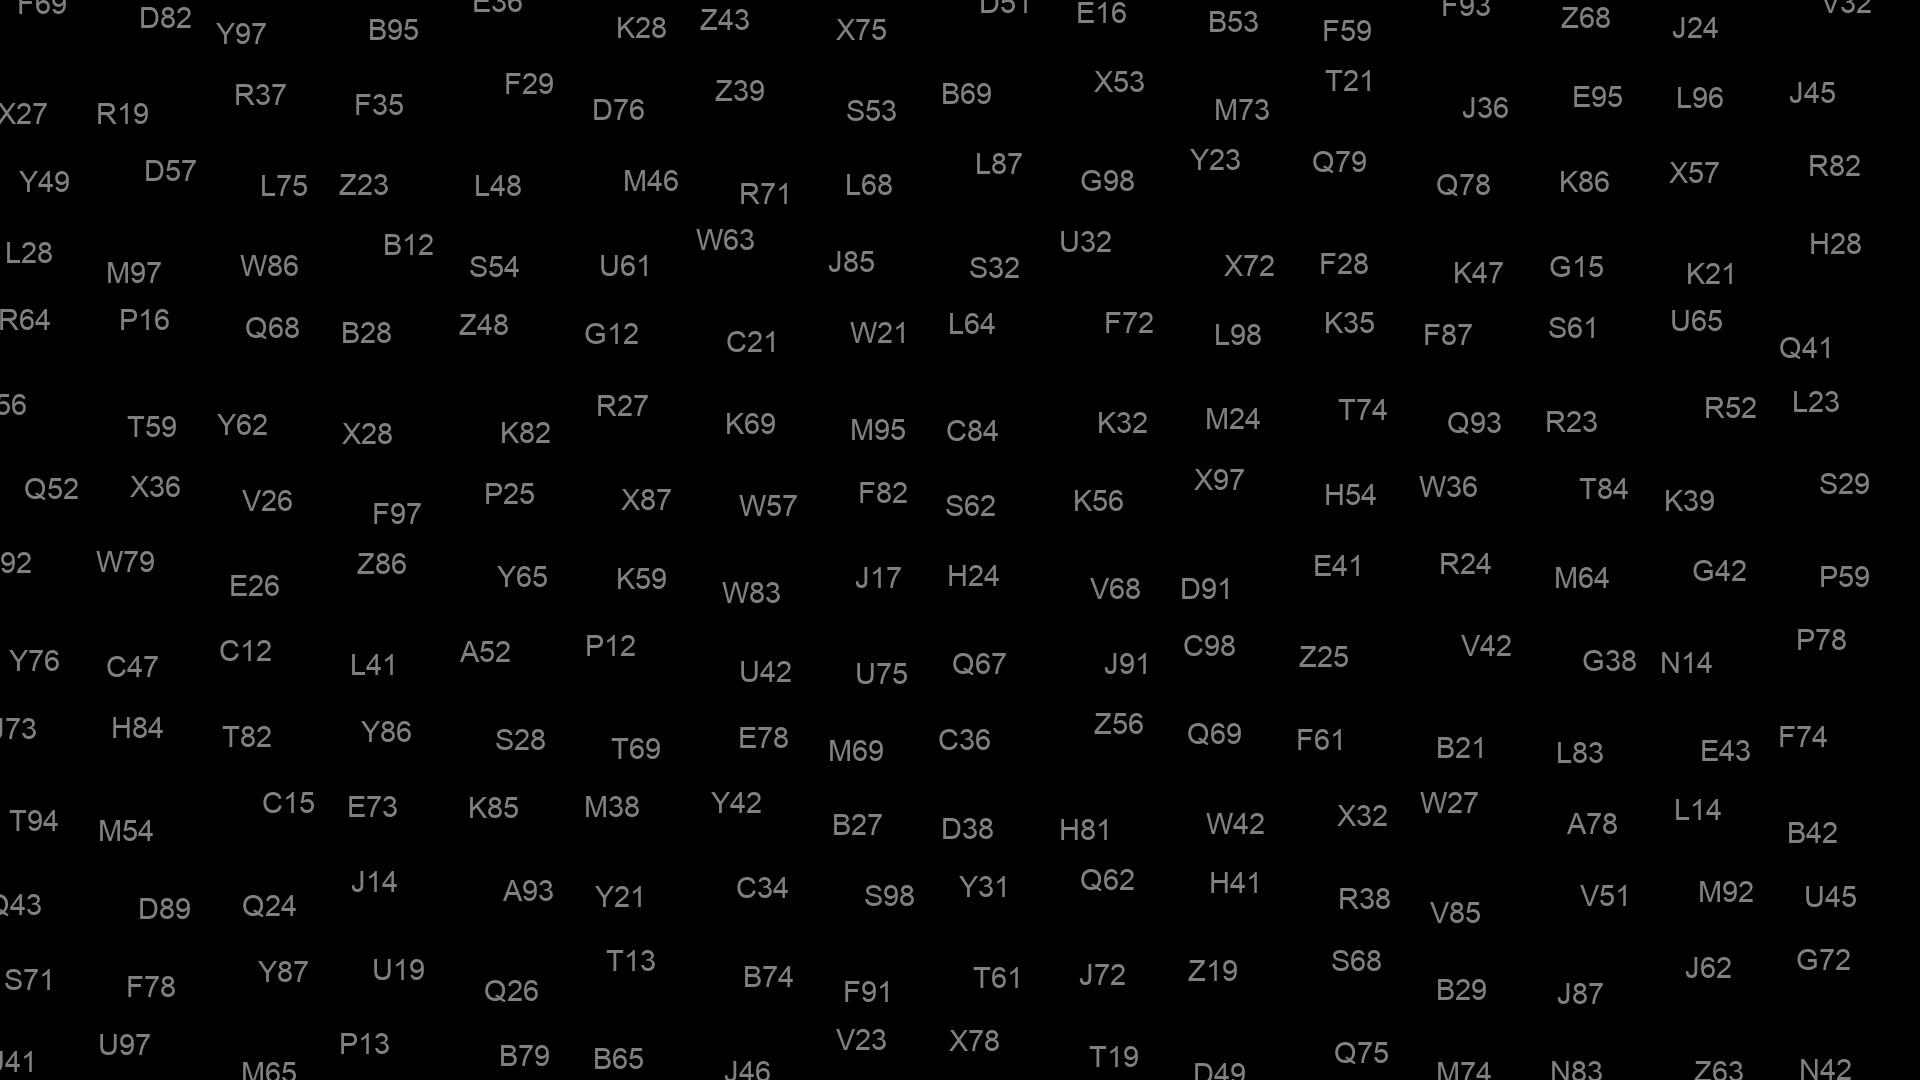 F69 D82 Y97 B95 E36 K28 Z43 X75 D51 E16 B53 F59 F93 Z68 J24 V32
X27 R19 R37 F35 F29 D76 Z39 S53 B69 X53 M73 T21 J36 E95 L96 J45
Y49 D57 L75 Z23 L48 M46 R71 L68 L87 G98 Y23 Q79 Q78 K86 X57 R82
L28 M97 W86 B12 S54 U61 W63 J85 S32 U32 X72 F28 K47 G15 K21 H28
R64 P16 Q68 B28 Z48 G12 C21 W21 L64 F72 L98 K35 F87 S61 U65 Q41
56 T59 Y62 X28 K82 R27 K69 M95 C84 K32 M24 T74 Q93 R23 R52 L23
Q52 X36 V26 F97 P25 X87 W57 F82 S62 K56 X97 H54 W36 T84 K39 S29
92 W79 E26 Z86 Y65 K59 W83 J17 H24 V68 D91 E41 R24 M64 G42 P59
Y76 C47 C12 L41 A52 P12 U42 U75 Q67 J91 C98 Z25 V42 G38 N14 P78
73 H84 T82 Y86 S28 T69 E78 M69 C36 Z56 Q69 F61 B21 L83 E43 F74
T94 M54 C15 E73 K85 M38 Y42 B27 D38 H81 W42 X32 W27 A78 L14 B42
Q43 D89 Q24 J14 A93 Y21 C34 S98 Y31 Q62 H41 R38 V85 V51 M92 U45
S71 F78 Y87 U19 Q26 T13 B74 F91 T61 J72 Z19 S68 B29 J87 J62 G72
41 U97 M65 P13 B79 B65 J46 V23 X78 T19 D49 Q75 M74 N83 Z63 N42